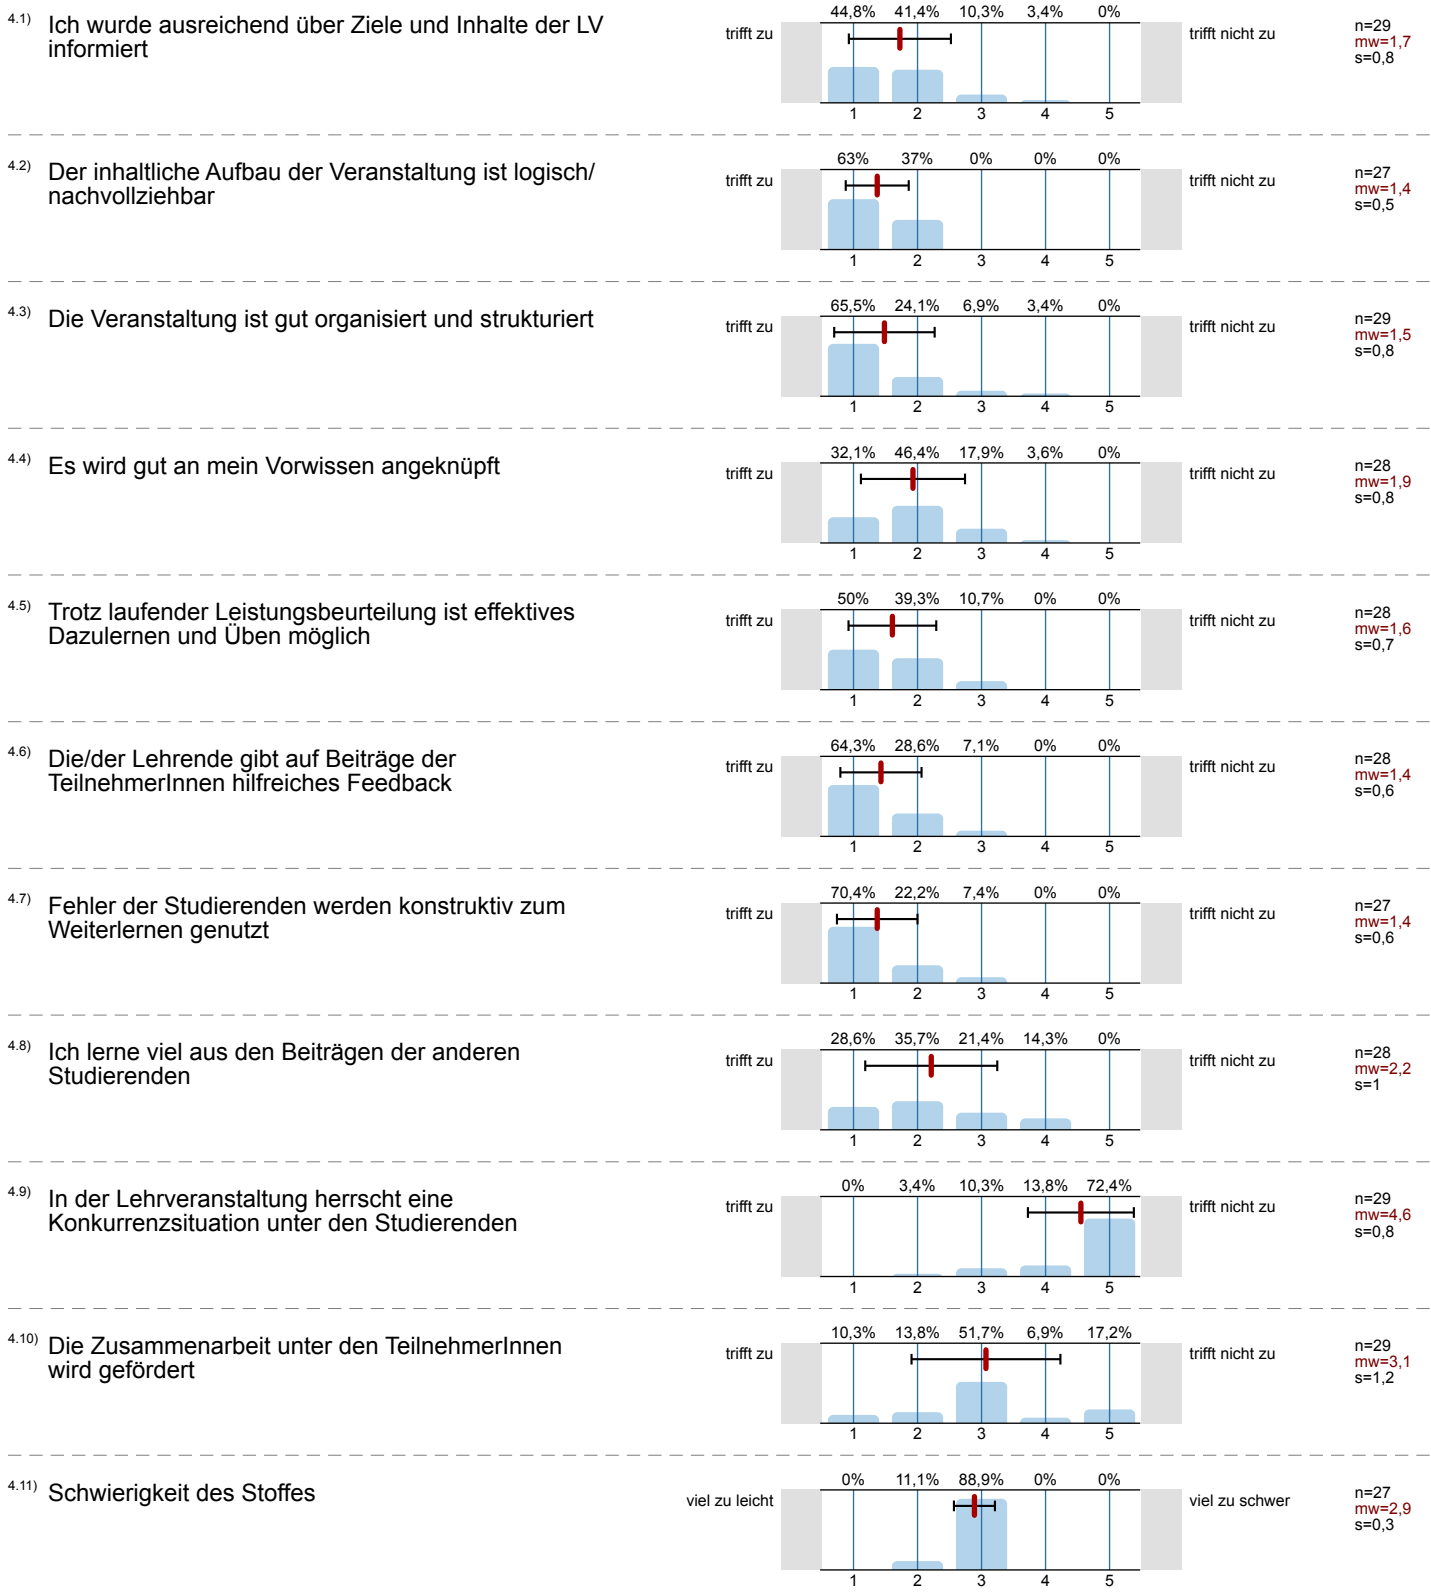 4.1) Ich wurde ausreichend über Ziele und Inhalte der LV
informiert
44,8% 41,4% 10,3% 3,4% 0%
trifft zu
trifft nicht zu
n=29
mw=1,7
s=0,8
1 2 3 4 5
4.2) Der inhaltliche Aufbau der Veranstaltung ist logisch/
nachvollziehbar
63% 37% 0% 0% 0%
trifft zu
trifft nicht zu
n=27
mw=1,4
s=0,5
1 2 3 4 5
4.3) Die Veranstaltung ist gut organisiert und strukturiert
65,5% 24,1% 6,9% 3,4% 0%
trifft zu
trifft nicht zu
n=29
mw=1,5
s=0,8
1 2 3 4 5
4.4) Es wird gut an mein Vorwissen angeknüpft
32,1% 46,4% 17,9% 3,6% 0%
trifft zu
trifft nicht zu
n=28
mw=1,9
s=0,8
1 2 3 4 5
4.5) Trotz laufender Leistungsbeurteilung ist effektives
Dazulernen und Üben möglich
50% 39,3% 10,7% 0% 0%
trifft zu
trifft nicht zu
n=28
mw=1,6
s=0,7
1 2 3 4 5
4.6) Die/der Lehrende gibt auf Beiträge der
TeilnehmerInnen hilfreiches Feedback
64,3% 28,6% 7,1% 0% 0%
trifft zu
trifft nicht zu
n=28
mw=1,4
s=0,6
1 2 3 4 5
4.7) Fehler der Studierenden werden konstruktiv zum
Weiterlernen genutzt
70,4% 22,2% 7,4% 0% 0%
trifft zu
trifft nicht zu
n=27
mw=1,4
s=0,6
1 2 3 4 5
4.8) Ich lerne viel aus den Beiträgen der anderen
Studierenden
28,6% 35,7% 21,4% 14,3% 0%
trifft zu
trifft nicht zu
n=28
mw=2,2
s=1
1 2 3 4 5
4.9) In der Lehrveranstaltung herrscht eine
Konkurrenzsituation unter den Studierenden
0% 3,4% 10,3% 13,8% 72,4%
trifft zu
trifft nicht zu
n=29
mw=4,6
s=0,8
1 2 3 4 5
4.10) Die Zusammenarbeit unter den TeilnehmerInnen
wird gefördert
10,3% 13,8% 51,7% 6,9% 17,2%
trifft zu
trifft nicht zu
n=29
mw=3,1
s=1,2
1 2 3 4 5
4.11) Schwierigkeit des Stoffes
0% 11,1% 88,9% 0% 0%
viel zu leicht
viel zu schwer
n=27
mw=2,9
s=0,3
1 2 3 4 5